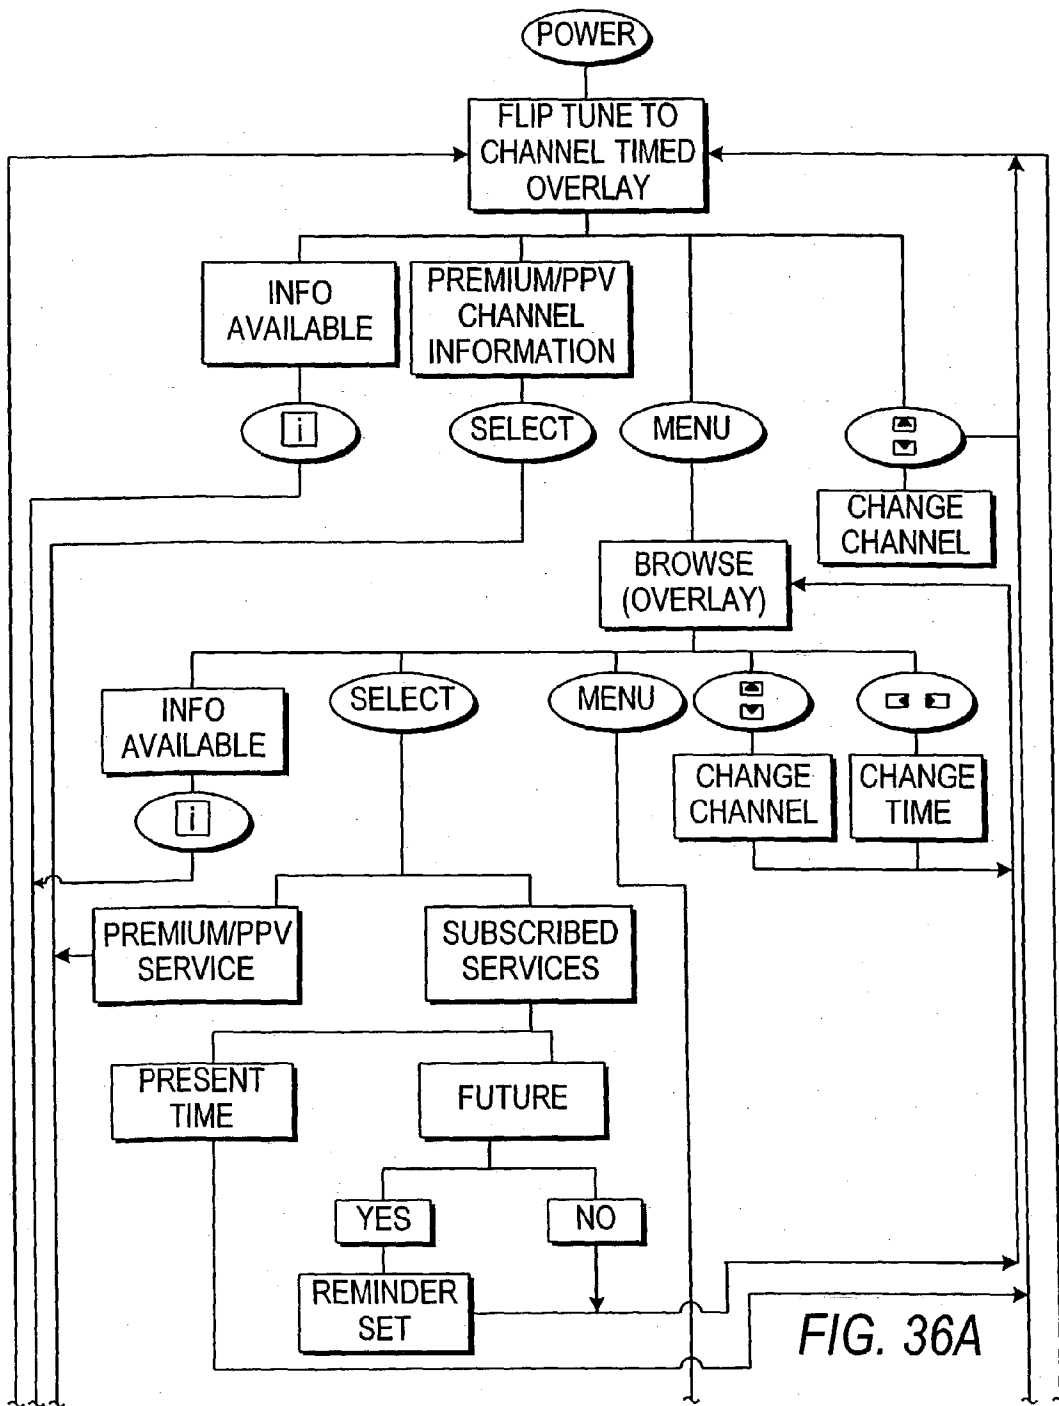 POWER
FLIP TUNE TO
CHANNEL TIMED
OVERLAY
INFO
AVAILABLE
PREMIUM/PPV
CHANNEL
INFORMATION
i
SELECT
MENU
CHANGE
CHANNEL
BROWSE
(OVERLAY)
INFO
AVAILABLE
SELECT
MENU
i
CHANGE
CHANNEL
CHANGE
TIME
PREMIUM/PPV
SERVICE
SUBSCRIBED
SERVICES
PRESENT
TIME
FUTURE
YES
NO
REMINDER
SET
FIG. 36A